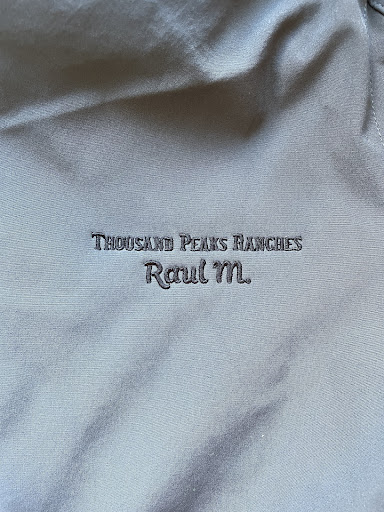 THOUSAND PEAKS RANCHES
Raul M.